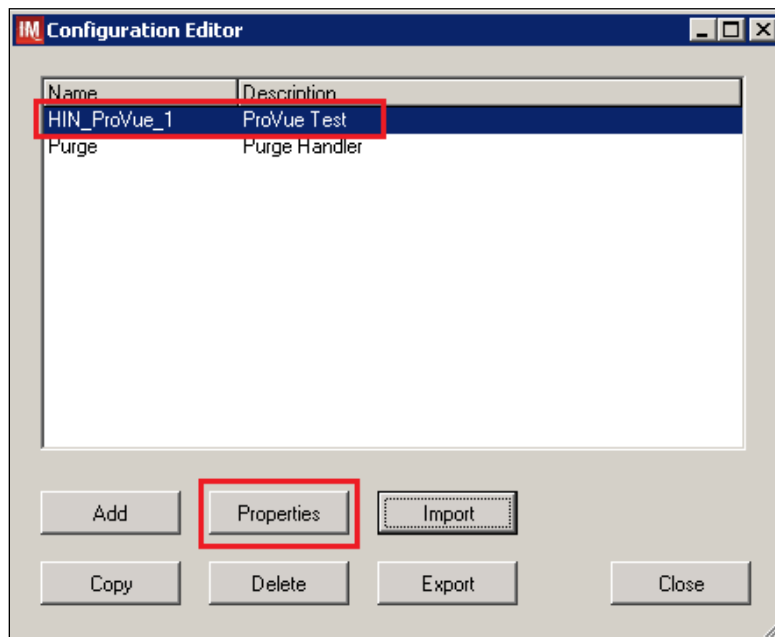 IM Configuration Editor
Name Description
HIN_ProVue_1 ProVue Test
Purge Purge Handler
Add Properties Import
Copy Delete Export Close